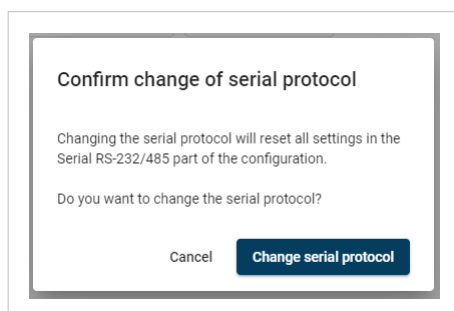 Confirm change of serial protocol
Changing the serial protocol will reset all settings in the
Serial RS-232/485 part of the configuration.
Do you want to change the serial protocol?
Cancel
Change serial protocol